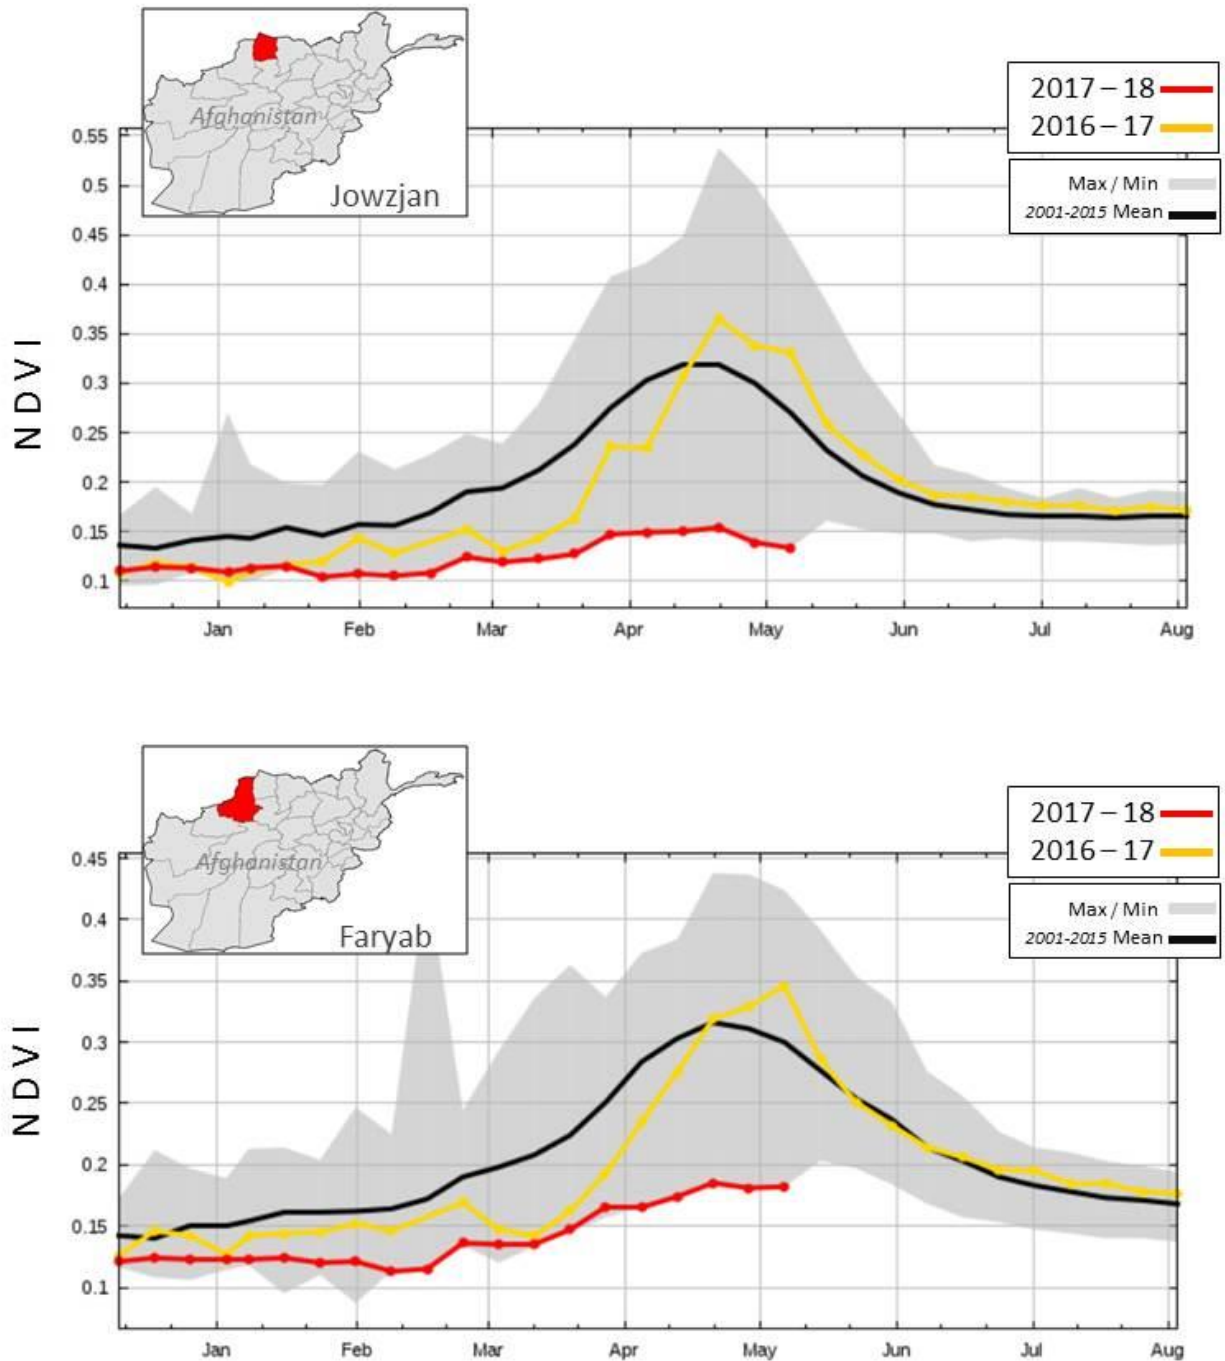 Afghanistan
Jowzjan
2017 – 18
2016 – 17
Max / Min
2001-2015 Mean
NDVI
0.55
0.5
0.45
0.4
0.35
0.3
0.25
0.2
0.15
0.1
Jan Feb Mar Apr May Jun Jul Aug
Afghanistan
Faryab
2017 – 18
2016 – 17
Max / Min
2001-2015 Mean
NDVI
0.45
0.4
0.35
0.3
0.25
0.2
0.15
0.1
Jan Feb Mar Apr May Jun Jul Aug